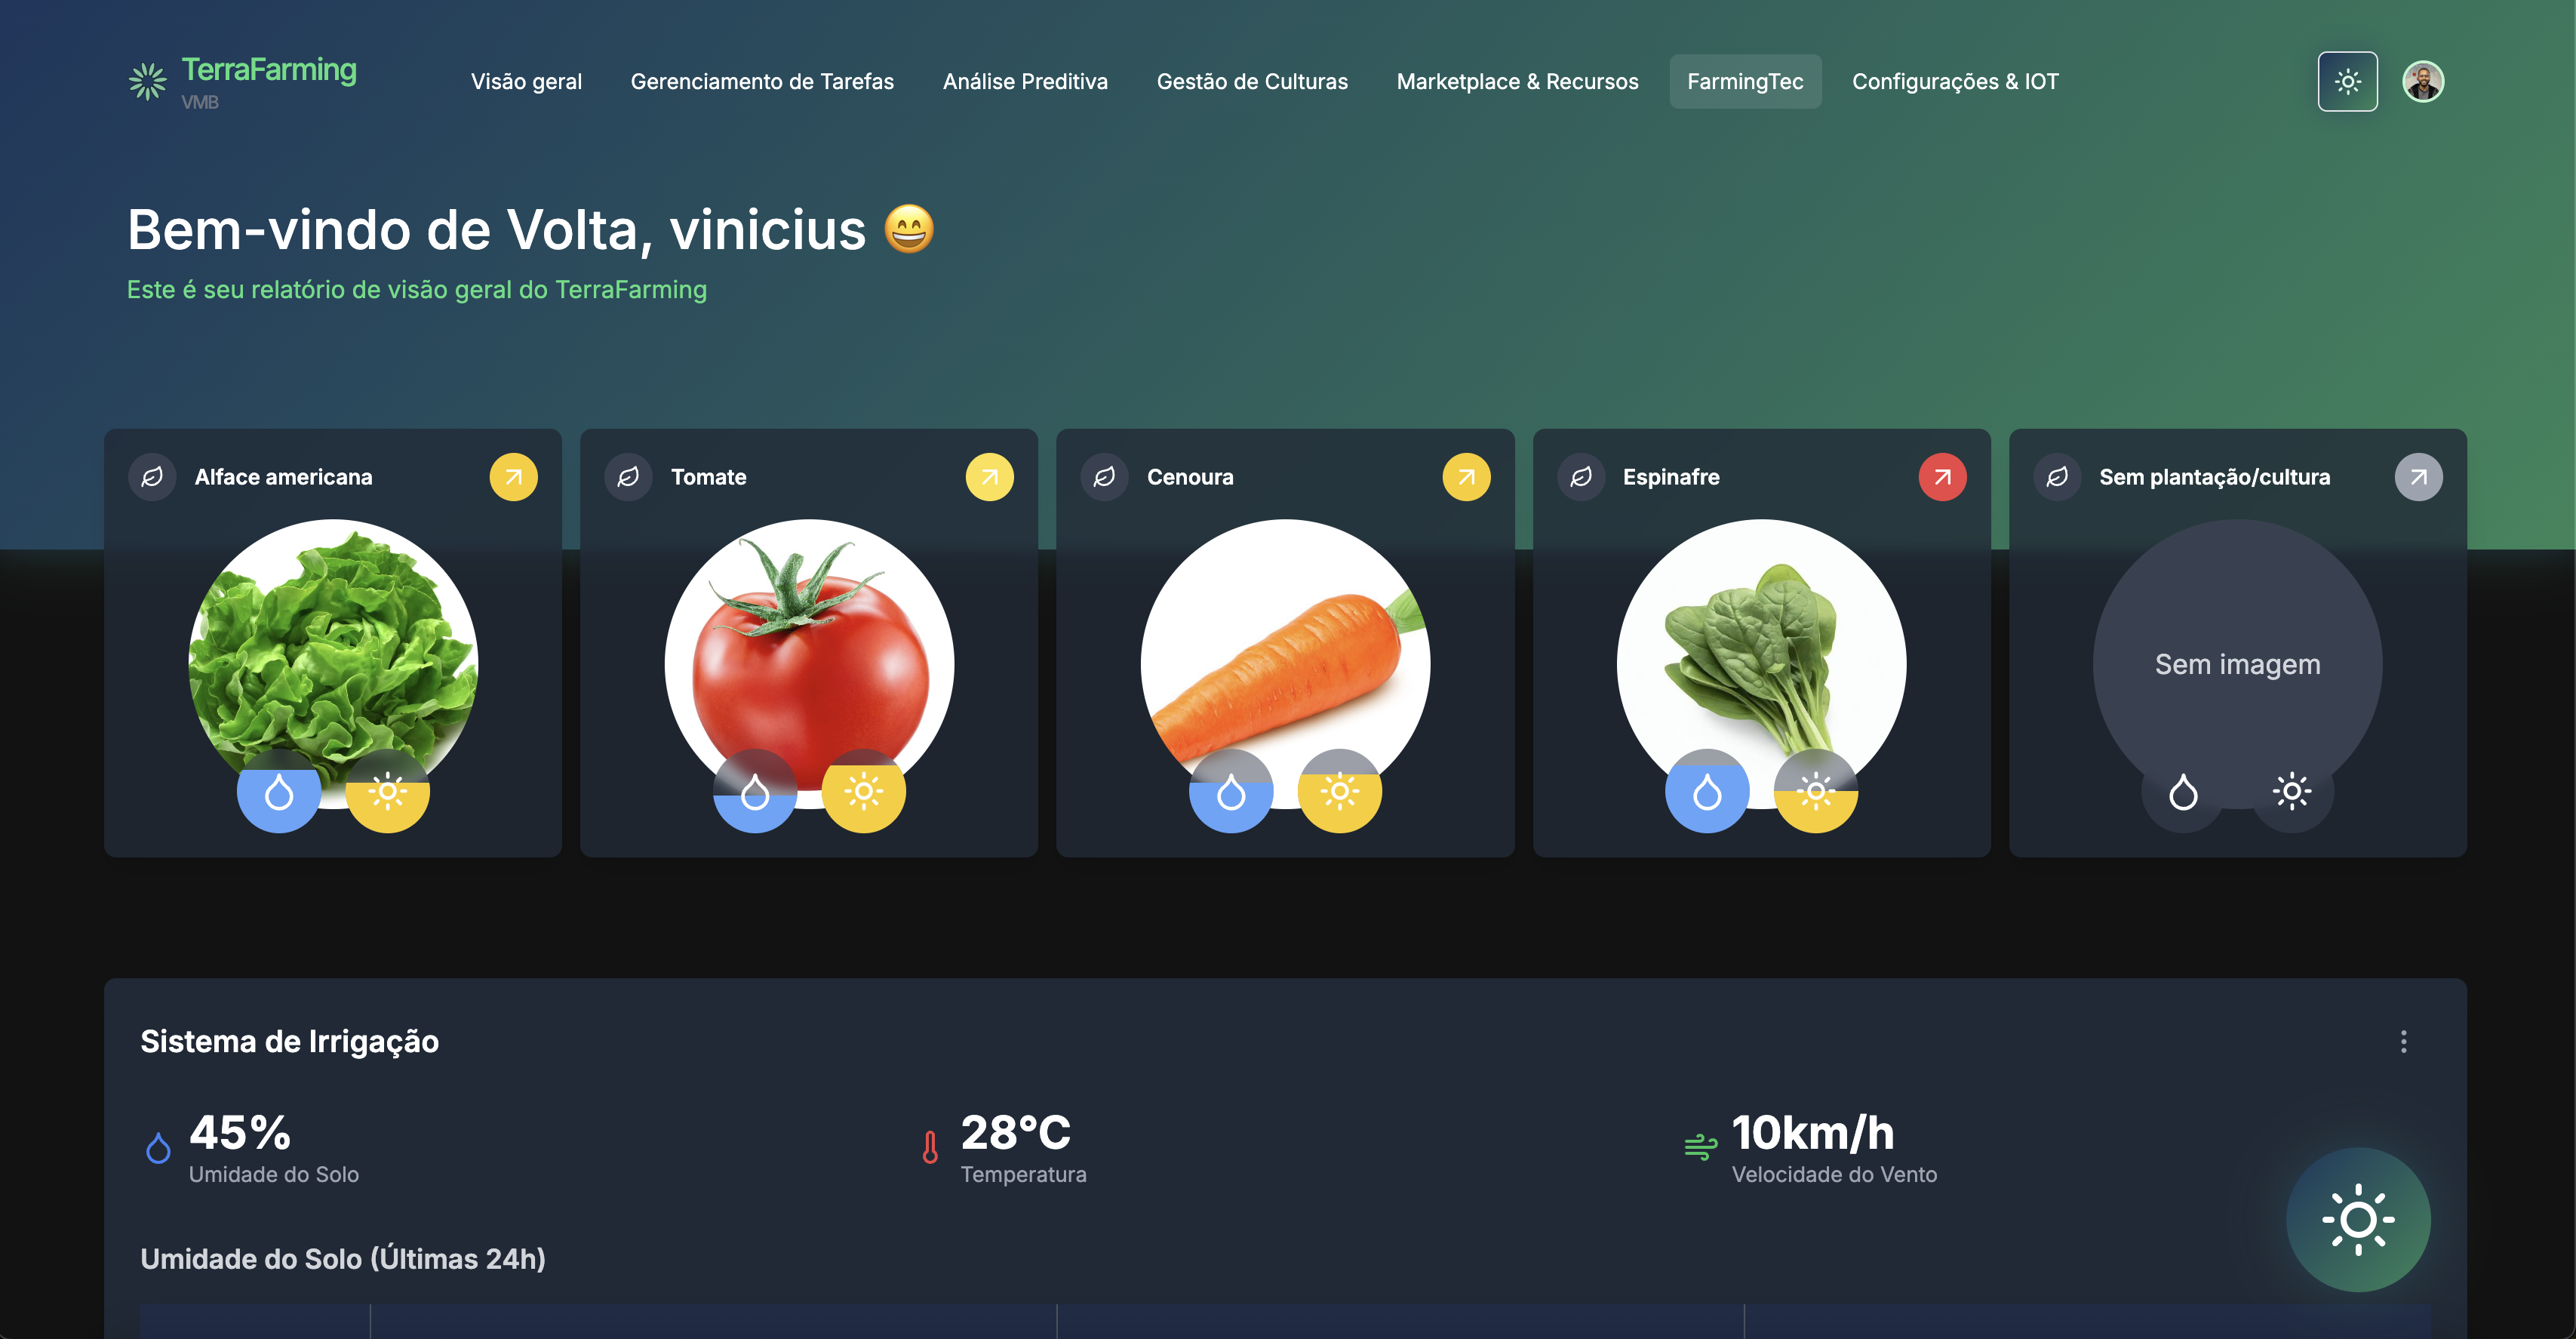 TerraFarming
VMB
Visão geral
Gerenciamento de Tarefas
Análise Preditiva
Gestão de Culturas
Marketplace & Recursos
FarmingTec
Configurações & IOT
Bem-vindo de Volta, vinicius 😄
Este é seu relatório de visão geral do TerraFarming
Alface americana
Tomate
Cenoura
Espinafre
Sem plantação/cultura
Sem imagem
Sistema de Irrigação
45%
Umidade do Solo
28°C
Temperatura
10km/h
Velocidade do Vento
Umidade do Solo (Últimas 24h)